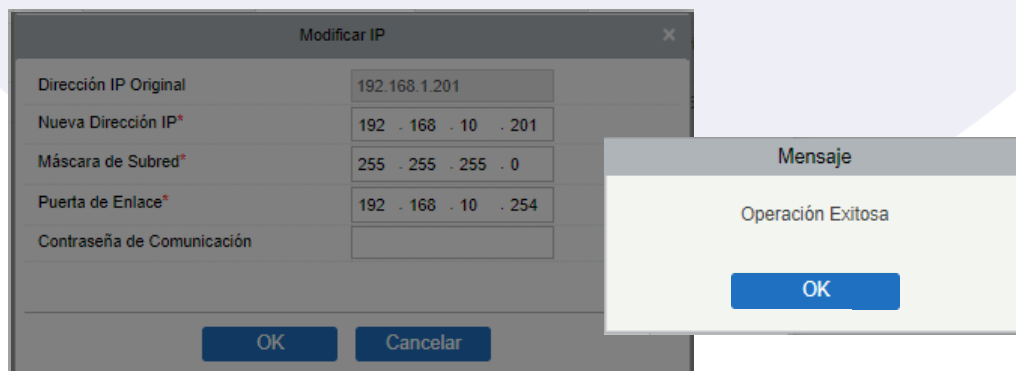 Modificar IP ×
Dirección IP Original 192.168.1.201
Nueva Dirección IP* 192 . 168 . 10 . 201
Máscara de Subred* 255 . 255 . 255 . 0
Puerta de Enlace* 192 . 168 . 10 . 254
Contraseña de Comunicación
OK Cancelar
Mensaje
Operación Exitosa
OK